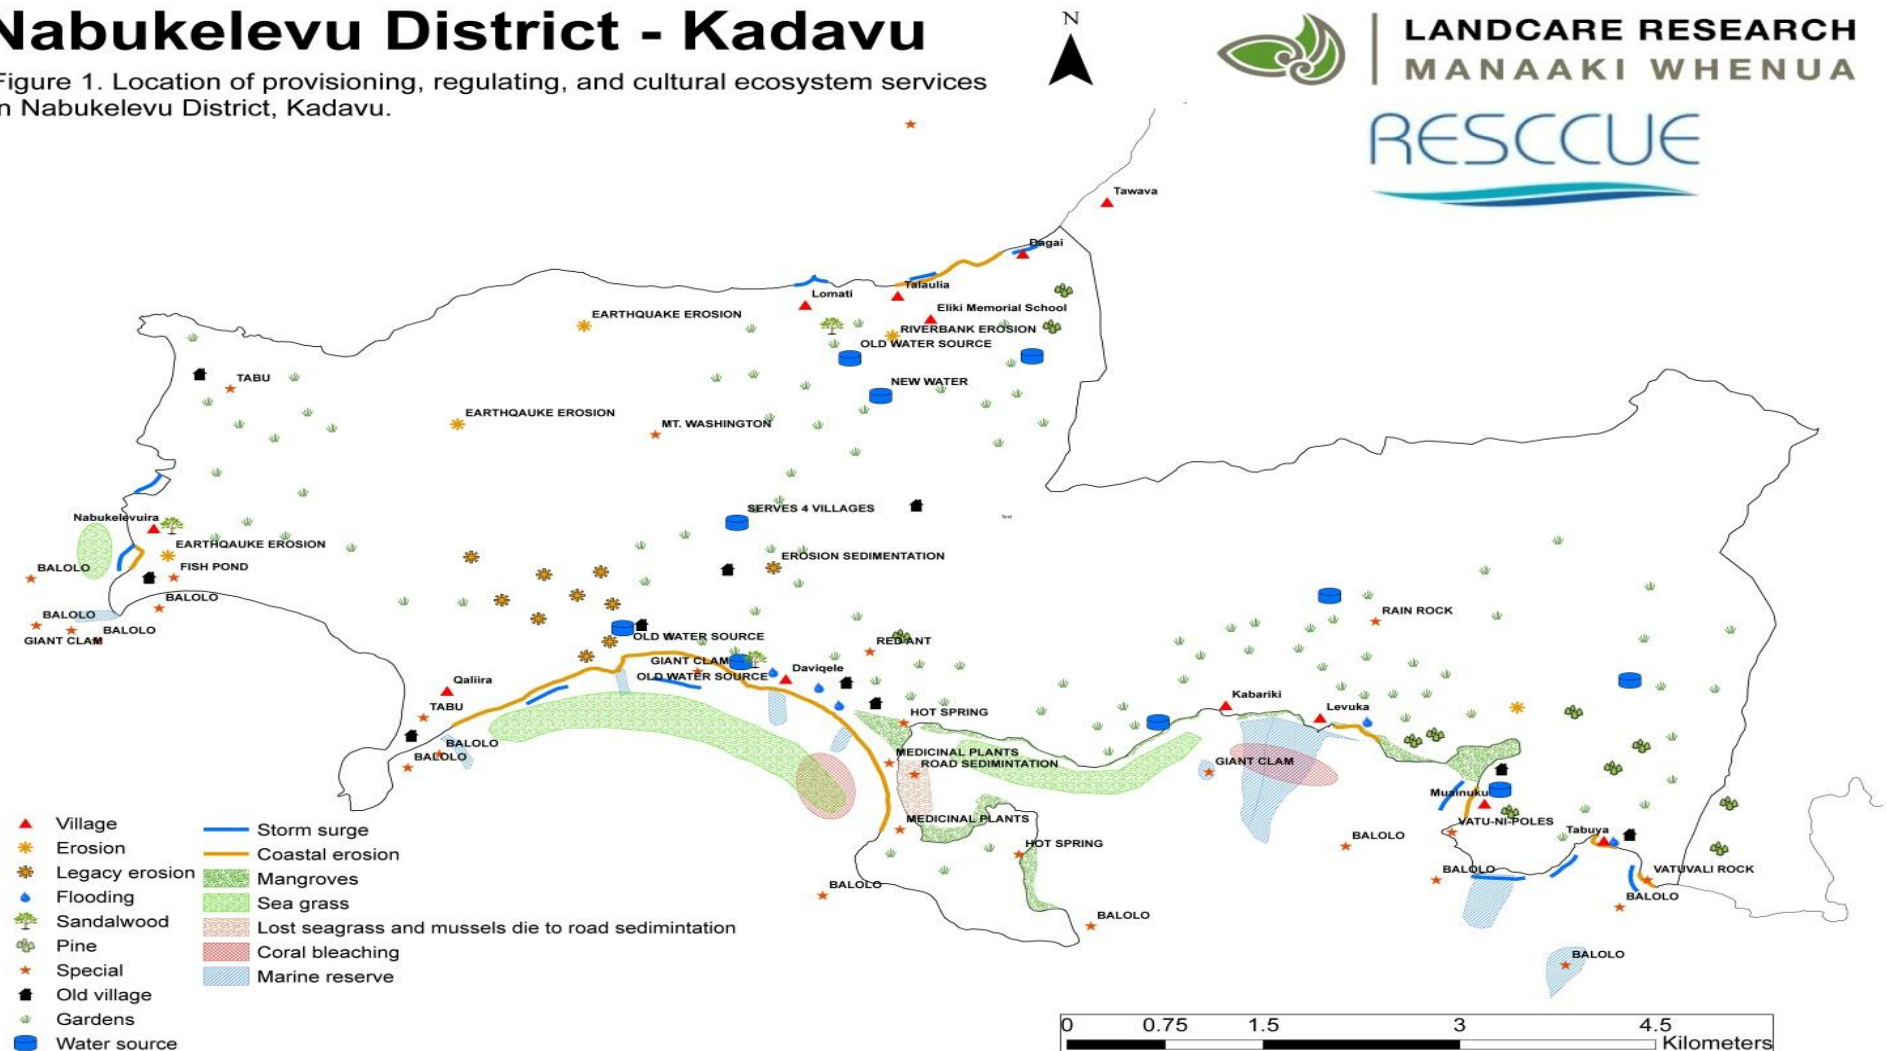 Nabukelevu District - Kadavu
Figure 1. Location of provisioning, regulating, and cultural ecosystem services
in Nabukelevu District, Kadavu.
N
LANDCARE RESEARCH
MANAAKI WHENUA
RESCCUE
Tawava
Dagai
Lomati
Talaulia
Eliki Memorial School
EARTHQUAKE EROSION
RIVERBANK EROSION
OLD WATER SOURCE
TABU
NEW WATER
EARTHQAUKE EROSION
MT. WASHINGTON
SERVES 4 VILLAGES
Nabukelevuira
EARTHQAUKE EROSION
EROSION SEDIMENTATION
BALOLO
FISH POND
BALOLO
BALOLO
BALOLO
GIANT CLAM
RAIN ROCK
OLD WATER SOURCE
RED ANT
GIANT CLAM
Daviqele
OLD WATER SOURCE
Qaliira
TABU
Kabariki
Levuka
HOT SPRING
BALOLO
BALOLO
MEDICINAL PLANTS
ROAD SEDIMINTATION
GIANT CLAM
Muainuku
MEDICINAL PLANTS
VATU-NI-POLES
Tabuya
BALOLO
HOT SPRING
BALOLO
VATUVALI ROCK
BALOLO
BALOLO
BALOLO
BALOLO
Village
Erosion
Legacy erosion
Flooding
Sandalwood
Pine
Special
Old village
Gardens
Water source
Storm surge
Coastal erosion
Mangroves
Sea grass
Lost seagrass and mussels die to road sedimintation
Coral bleaching
Marine reserve
0 0.75 1.5 3 4.5
Kilometers